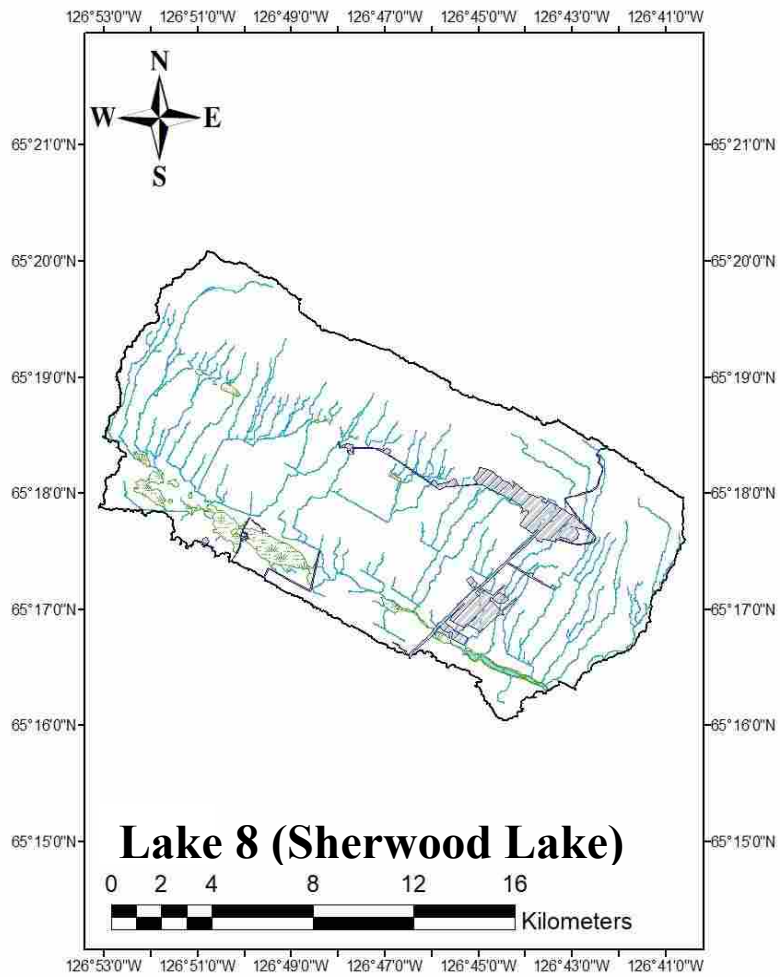 126°53'0"W 126°51'0"W 126°49'0"W 126°47'0"W 126°45'0"W 126°43'0"W 126°41'0"W
N
W E
S
65°21'0"N 65°21'0"N
65°20'0"N 65°20'0"N
65°19'0"N 65°19'0"N
65°18'0"N 65°18'0"N
65°17'0"N 65°17'0"N
65°16'0"N 65°16'0"N
65°15'0"N 65°15'0"N
Lake 8 (Sherwood Lake)
0 2 4 8 12 16
Kilometers
126°53'0"W 126°51'0"W 126°49'0"W 126°47'0"W 126°45'0"W 126°43'0"W 126°41'0"W